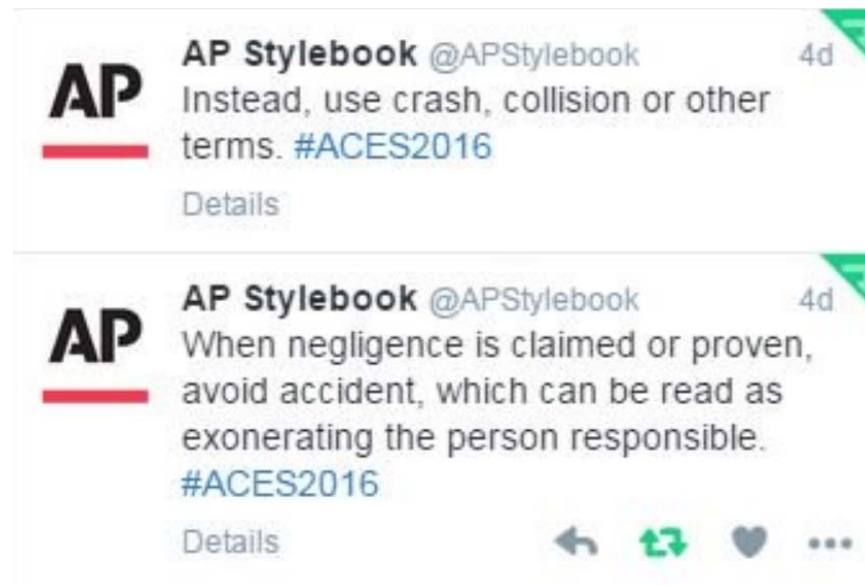 AP
AP Stylebook @APStylebook 4d
Instead, use crash, collision or other
terms. #ACES2016
Details
AP
AP Stylebook @APStylebook 4d
When negligence is claimed or proven,
avoid accident, which can be read as
exonerating the person responsible.
#ACES2016
Details